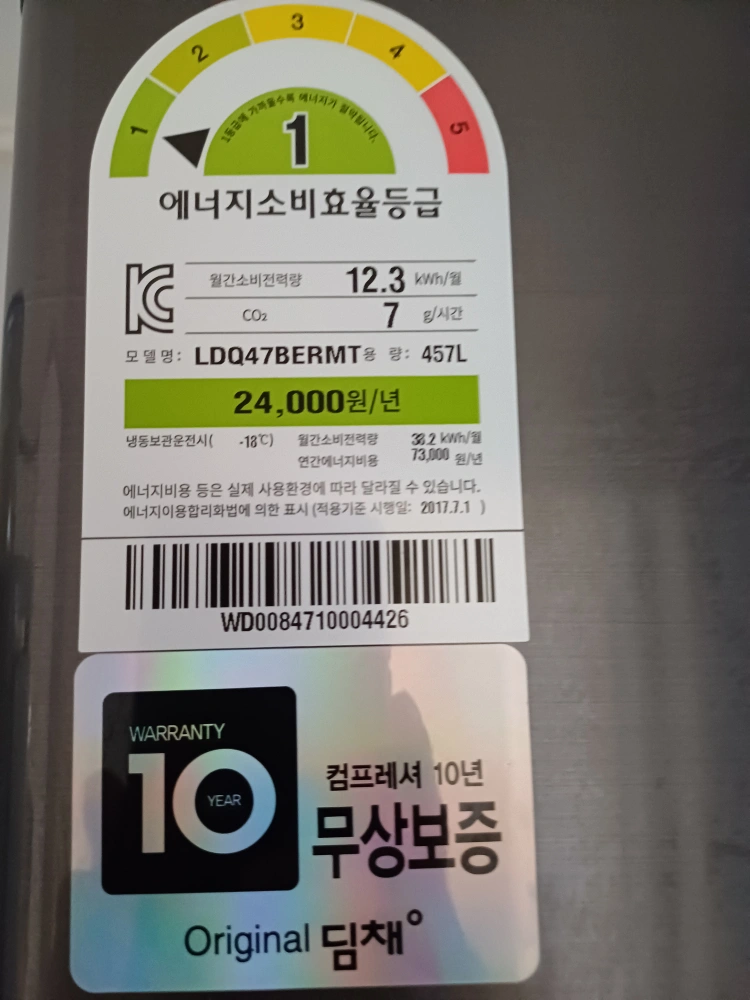 1 2 3 4 5
1등급에 가까울수록 에너지가 절약됩니다.
1
에너지소비효율등급
월간소비전력량 12.3 kWh/월
CO₂ 7 g/시간
모델명: LDQ47BERMT 용 량: 457L
24,000원/년
냉동보관운전시( -18℃) 월간소비전력량 38.2 kWh/월
연간에너지비용 73,000 원/년
에너지비용 등은 실제 사용환경에 따라 달라질 수 있습니다.
에너지이용합리화법에 의한 표시 (적용기준 시행일: 2017.7.1 )
WD0084710004426
WARRANTY
10
YEAR
컴프레셔 10년
무상보증
Original 딤채°